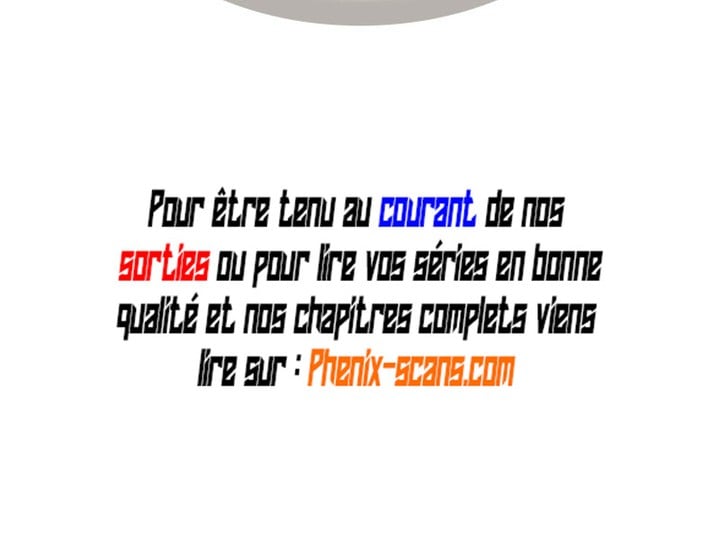 Pour être tenu au courant de nos
sorties ou pour lire vos séries en bonne
qualité et nos chapitres complets viens
lire sur : Phenix-scans.com